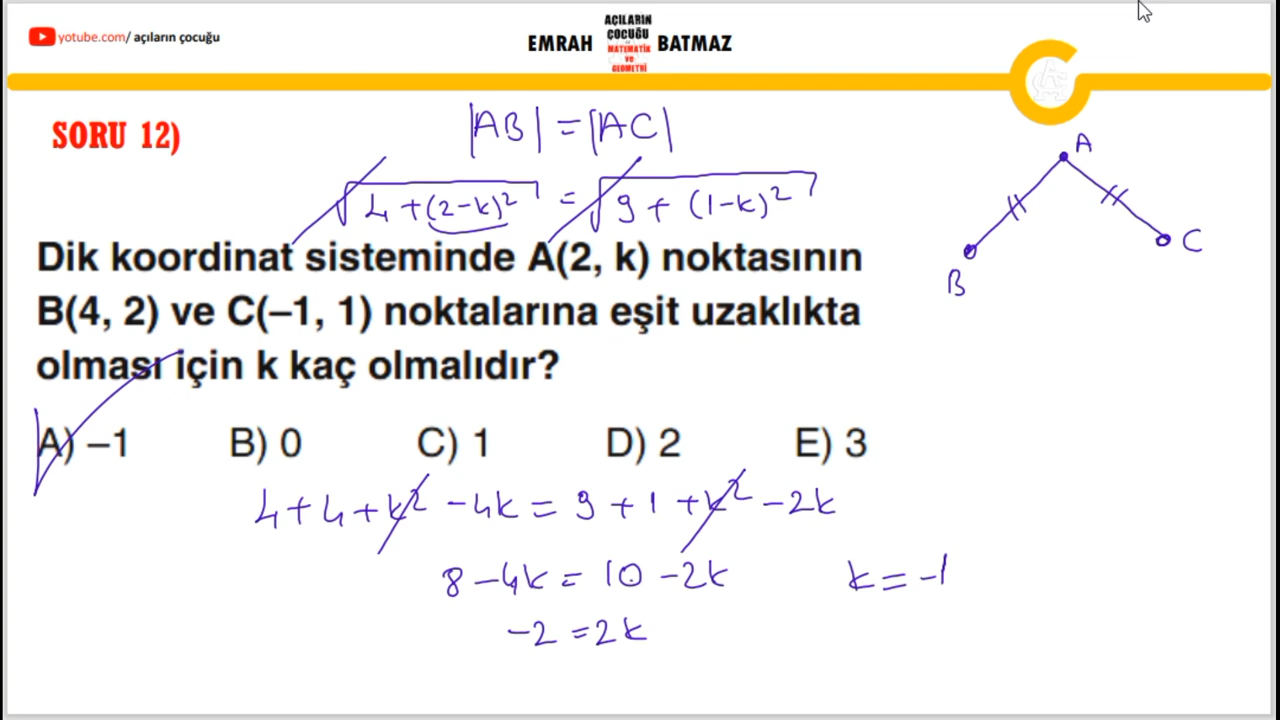 yotube.com/ açıların çocuğu
EMRAH AÇILARIN ÇOCUĞU MATEMATİK ve GEOMETRİ BATMAZ
SORU 12)
|AB| = |AC|
√4 + (2-k)² = √9 + (1-k)²
A
B
C
Dik koordinat sisteminde A(2, k) noktasının
B(4, 2) ve C(–1, 1) noktalarına eşit uzaklıkta
olması için k kaç olmalıdır?
A) –1 B) 0 C) 1 D) 2 E) 3
4 + 4 + k² - 4k = 9 + 1 + k² - 2k
8 - 4k = 10 - 2k k = -1
-2 = 2k